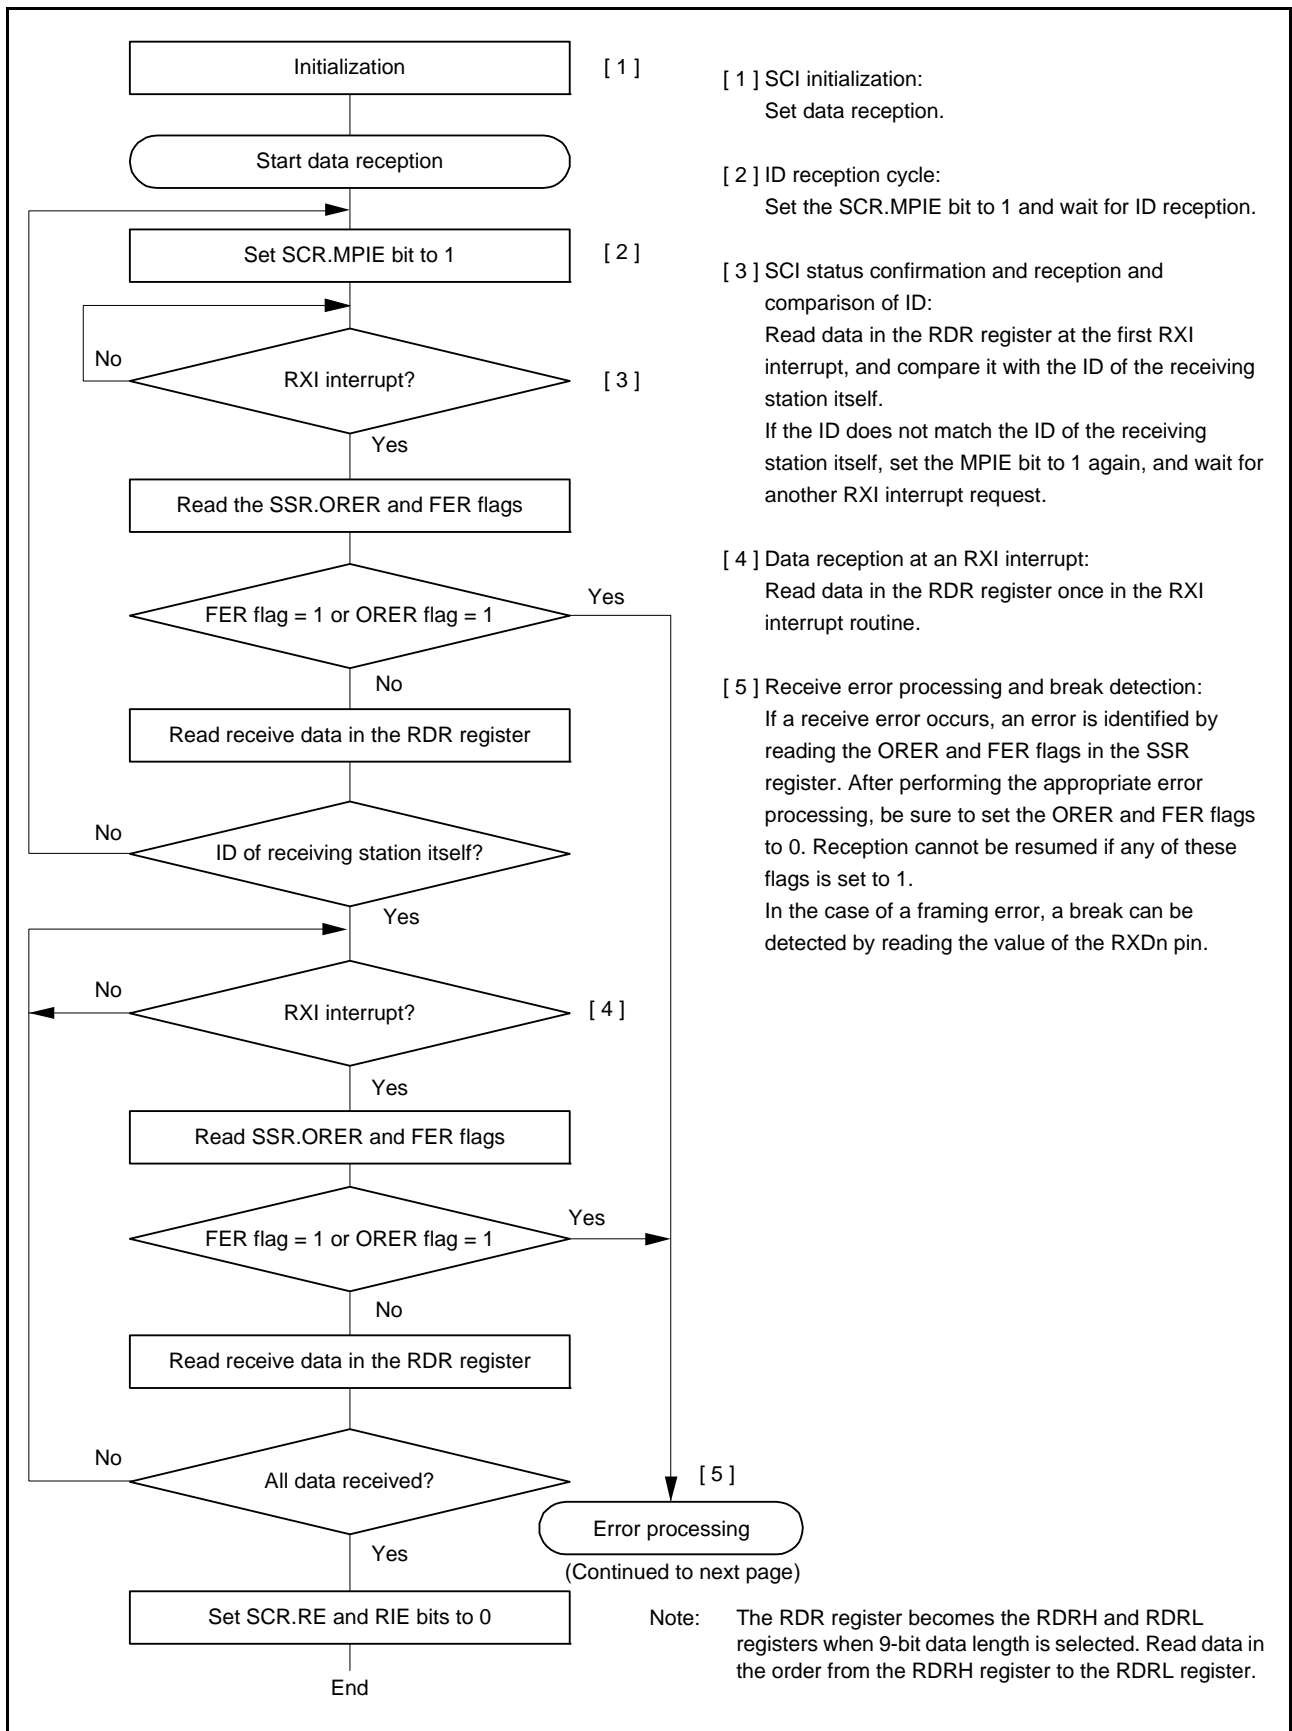 Initialization
[ 1 ]
Start data reception
Set SCR.MPIE bit to 1
[ 2 ]
No
RXI interrupt?
[ 3 ]
Yes
Read the SSR.ORER and FER flags
FER flag = 1 or ORER flag = 1
Yes
No
Read receive data in the RDR register
No
ID of receiving station itself?
Yes
No
RXI interrupt?
[ 4 ]
Yes
Read SSR.ORER and FER flags
FER flag = 1 or ORER flag = 1
Yes
No
Read receive data in the RDR register
No
All data received?
[ 5 ]
Error processing
(Continued to next page)
Yes
Set SCR.RE and RIE bits to 0
End
[ 1 ] SCI initialization:
Set data reception.
[ 2 ] ID reception cycle:
Set the SCR.MPIE bit to 1 and wait for ID reception.
[ 3 ] SCI status confirmation and reception and
comparison of ID:
Read data in the RDR register at the first RXI
interrupt, and compare it with the ID of the receiving
station itself.
If the ID does not match the ID of the receiving
station itself, set the MPIE bit to 1 again, and wait for
another RXI interrupt request.
[ 4 ] Data reception at an RXI interrupt:
Read data in the RDR register once in the RXI
interrupt routine.
[ 5 ] Receive error processing and break detection:
If a receive error occurs, an error is identified by
reading the ORER and FER flags in the SSR
register. After performing the appropriate error
processing, be sure to set the ORER and FER flags
to 0. Reception cannot be resumed if any of these
flags is set to 1.
In the case of a framing error, a break can be
detected by reading the value of the RXDn pin.
Note: The RDR register becomes the RDRH and RDRL
registers when 9-bit data length is selected. Read data in
the order from the RDRH register to the RDRL register.